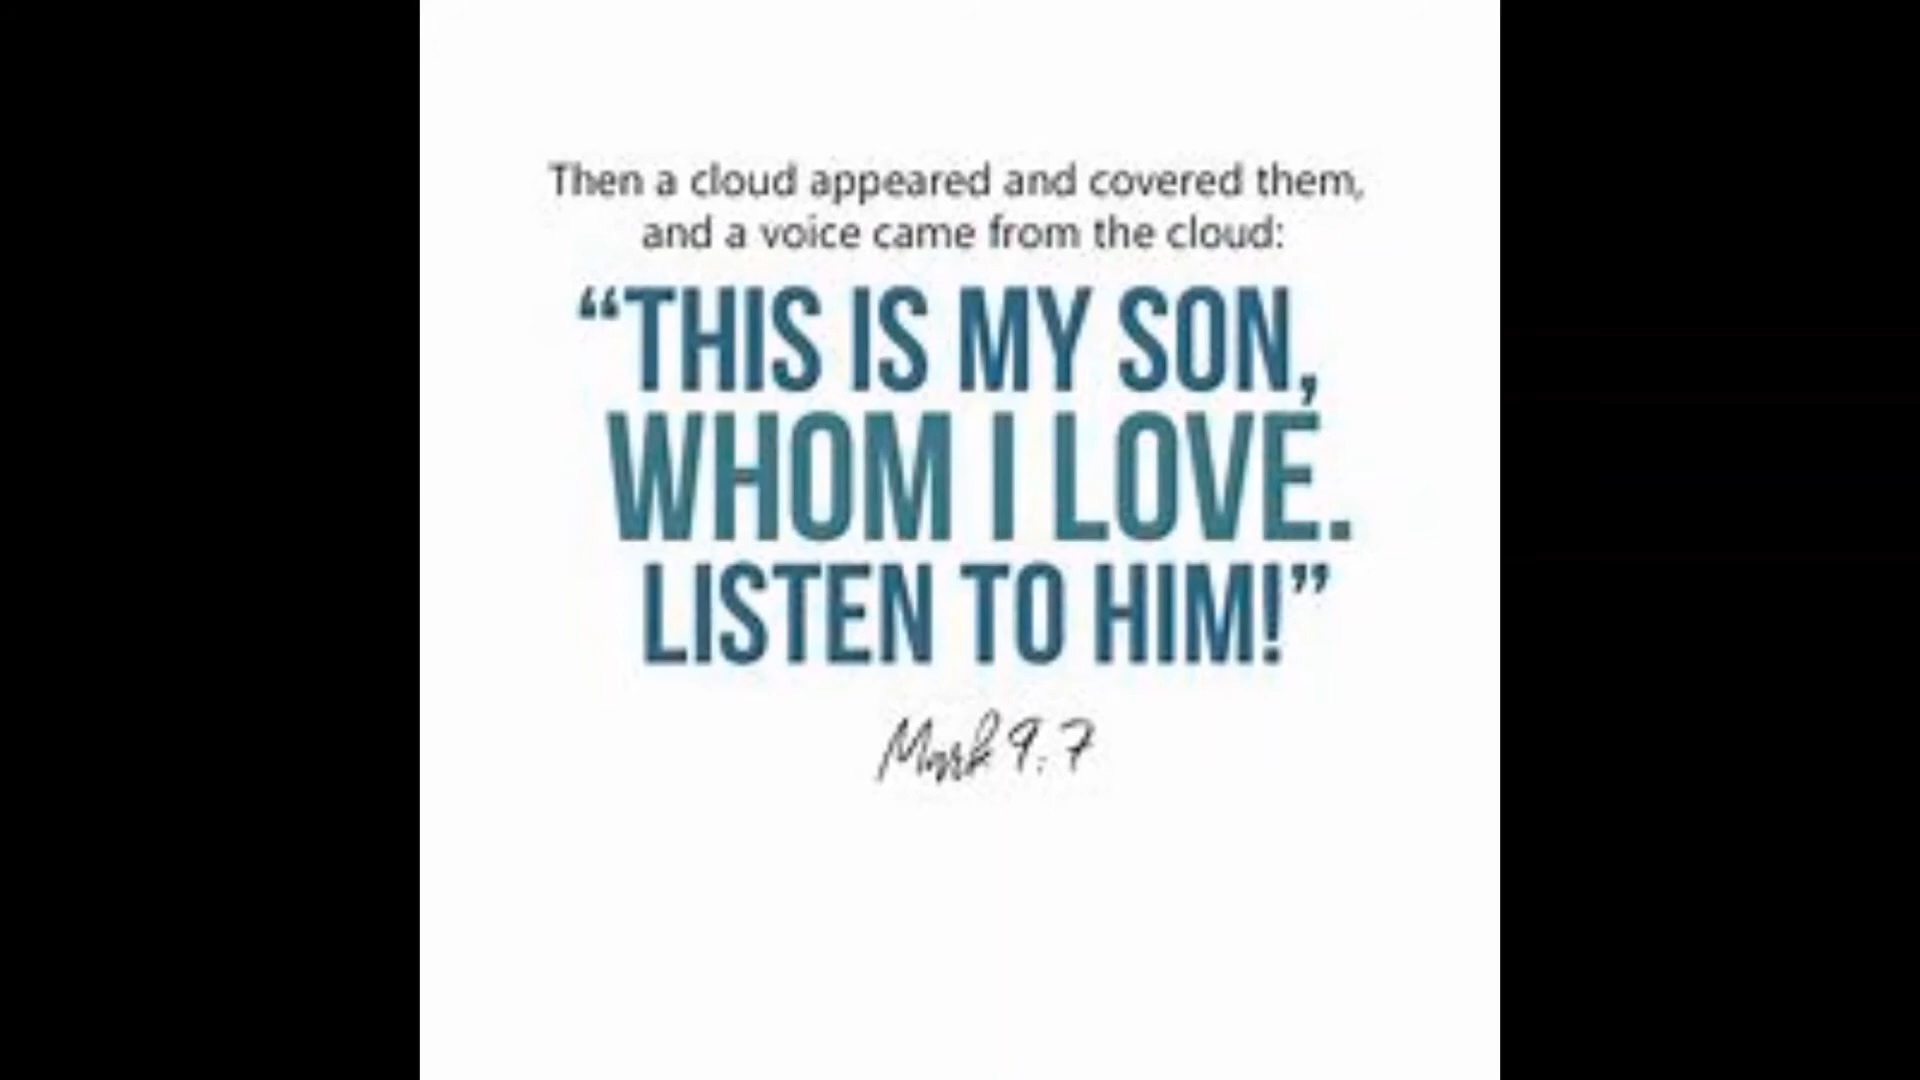 Then a cloud appeared and covered them,
and a voice came from the cloud:
“THIS IS MY SON,
WHOM I LOVE.
LISTEN TO HIM!”
Mark 9:7